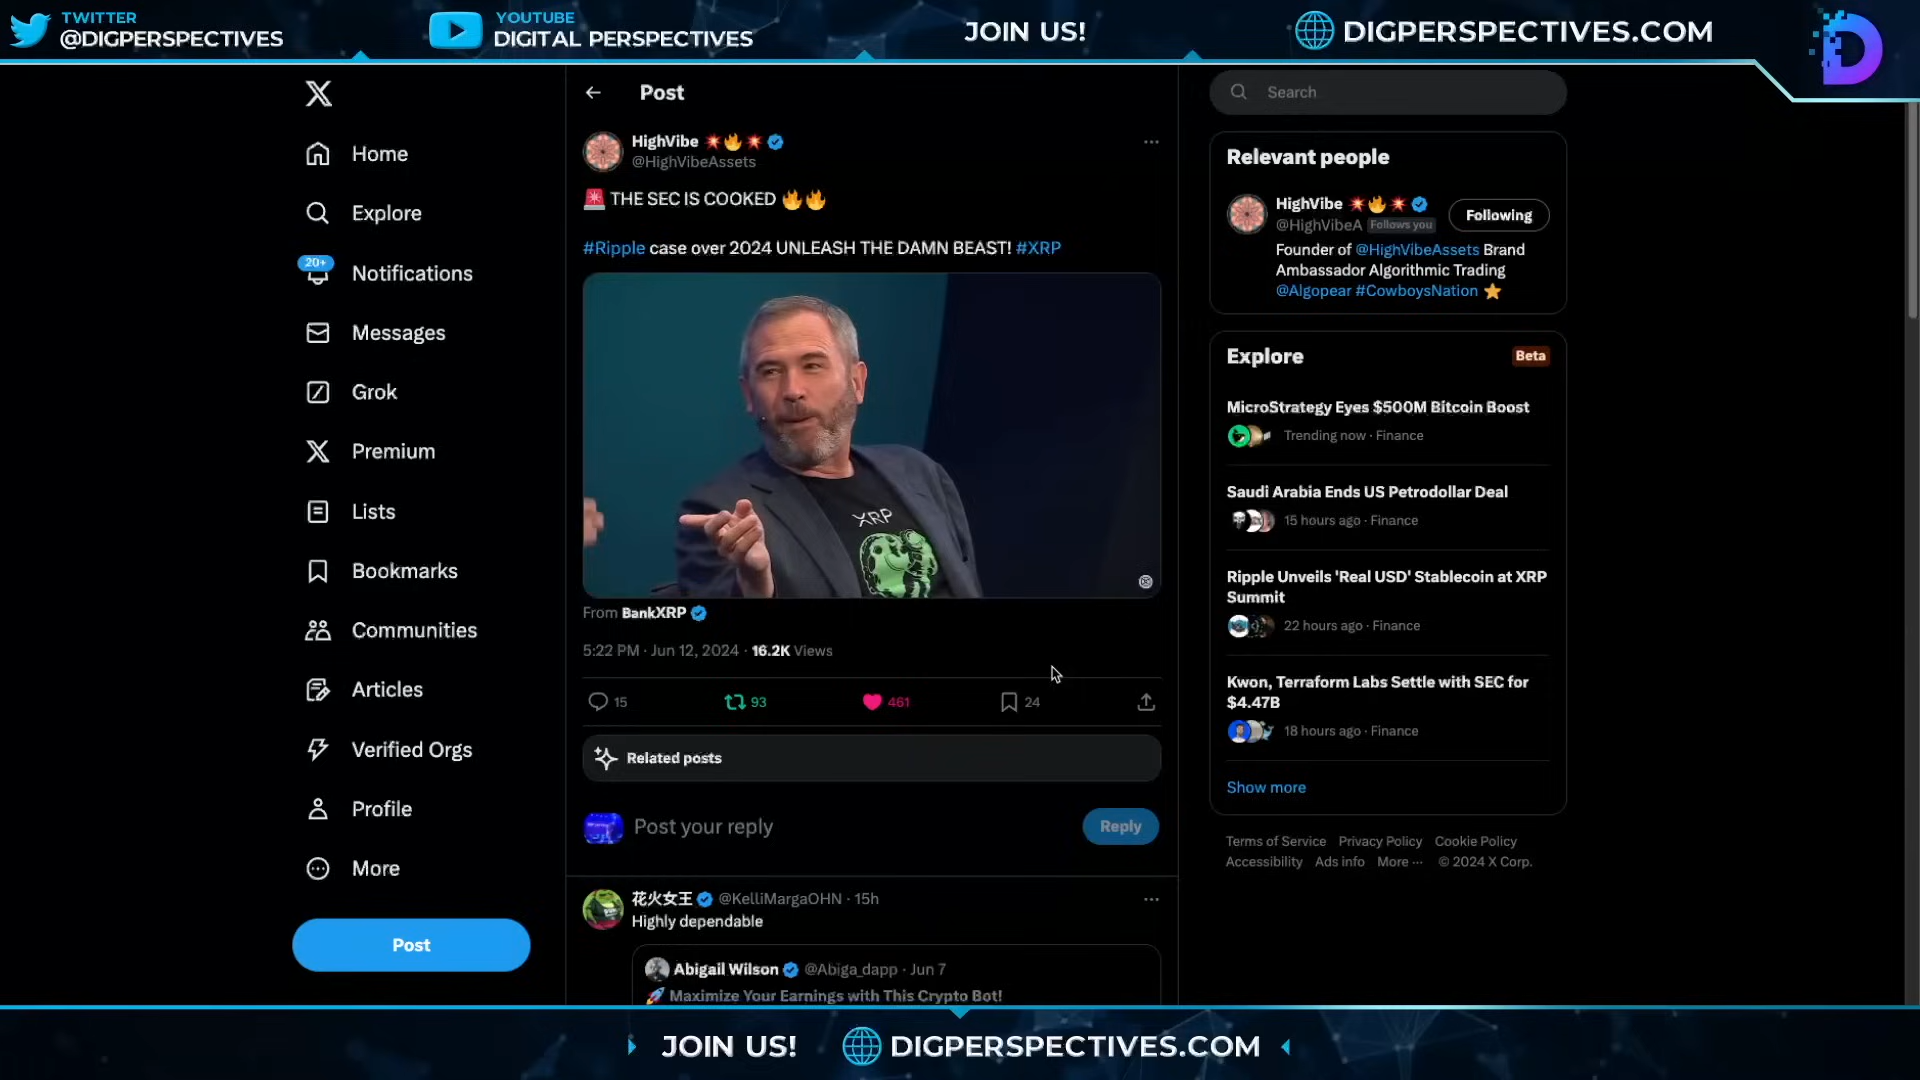 TWITTER
@DIGPERSPECTIVES
YOUTUBE
DIGITAL PERSPECTIVES
JOIN US!
DIGPERSPECTIVES.COM
Home
Explore
20+
Notifications
Messages
Grok
Premium
Lists
Bookmarks
Communities
Articles
Verified Orgs
Profile
More
Post
Post
HighVibe 💥🔥💥
@HighVibeAssets
🚨 THE SEC IS COOKED 🔥🔥
#Ripple case over 2024 UNLEASH THE DAMN BEAST! #XRP
XRP
From BankXRP
5:22 PM · Jun 12, 2024 · 16.2K Views
15
93
461
24
Related posts
Post your reply
Reply
花火女王 @KelliMargaOHN · 15h
Highly dependable
Abigail Wilson @Abiga_dapp · Jun 7
🚀 Maximize Your Earnings with This Crypto Bot!
Search
Relevant people
HighVibe 💥🔥💥
@HighVibeA Follows you
Following
Founder of @HighVibeAssets Brand
Ambassador Algorithmic Trading
@Algopear #CowboysNation ⭐
Explore
Beta
MicroStrategy Eyes $500M Bitcoin Boost
Trending now · Finance
Saudi Arabia Ends US Petrodollar Deal
15 hours ago · Finance
Ripple Unveils 'Real USD' Stablecoin at XRP
Summit
22 hours ago · Finance
Kwon, Terraform Labs Settle with SEC for
$4.47B
18 hours ago · Finance
Show more
Terms of Service Privacy Policy Cookie Policy
Accessibility Ads info More ··· © 2024 X Corp.
JOIN US!
DIGPERSPECTIVES.COM